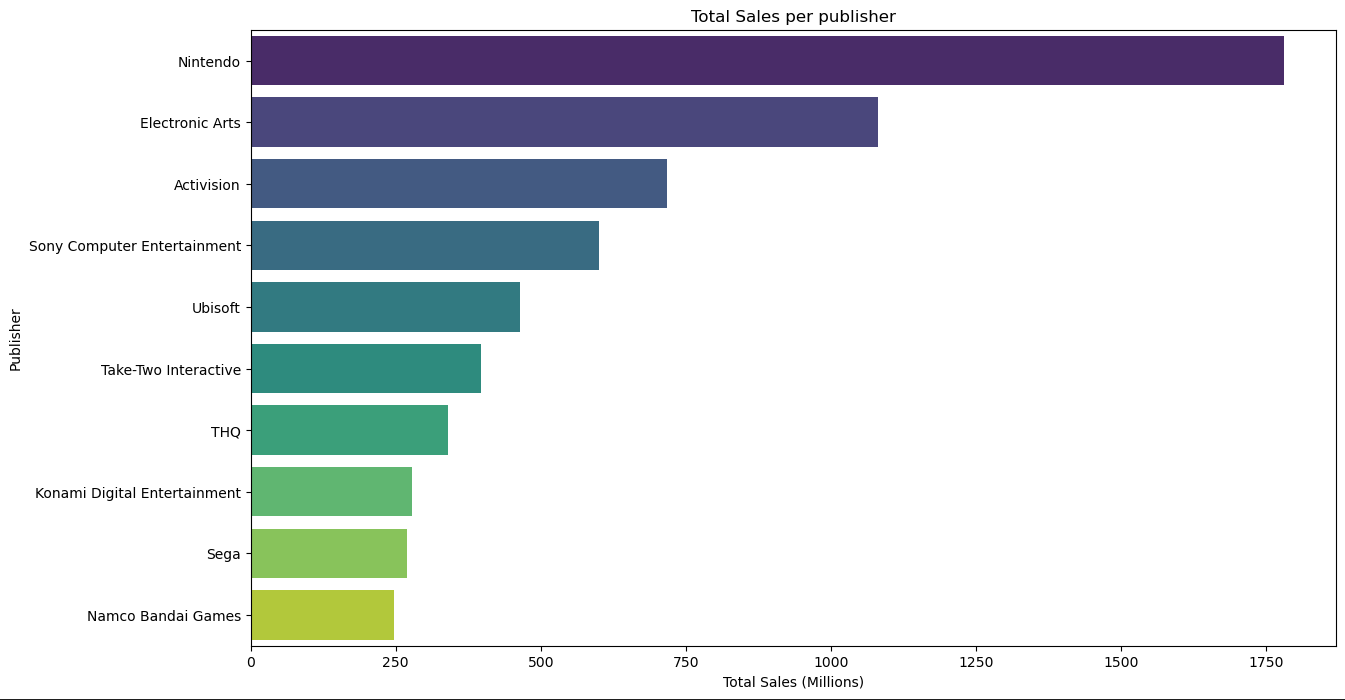 Total Sales per publisher
Publisher
Nintendo
Electronic Arts
Activision
Sony Computer Entertainment
Ubisoft
Take-Two Interactive
THQ
Konami Digital Entertainment
Sega
Namco Bandai Games
0 250 500 750 1000 1250 1500 1750
Total Sales (Millions)